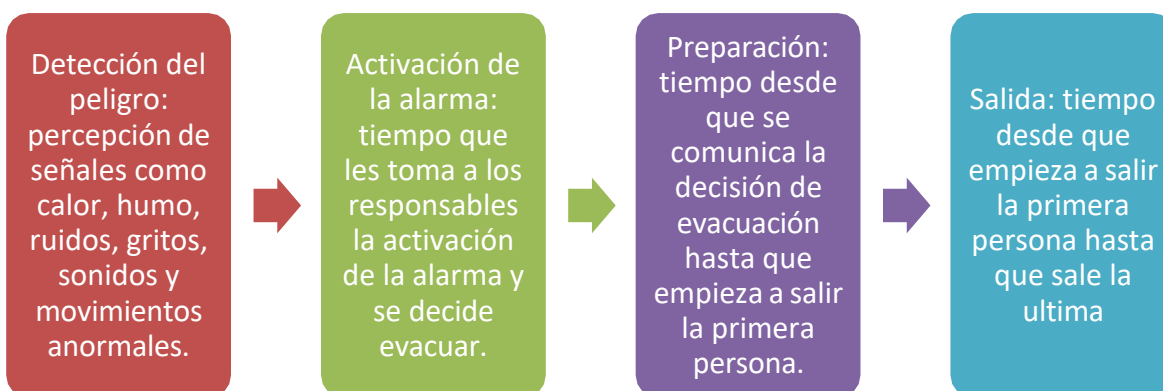 Detección del
peligro:
percepción de
señales como
calor, humo,
ruidos, gritos,
sonidos y
movimientos
anormales.
Activación de
la alarma:
tiempo que
les toma a los
responsables
la activación
de la alarma y
se decide
evacuar.
Preparación:
tiempo desde
que se
comunica la
decisión de
evacuación
hasta que
empieza a salir
la primera
persona.
Salida: tiempo
desde que
empieza a salir
la primera
persona hasta
que sale la
ultima